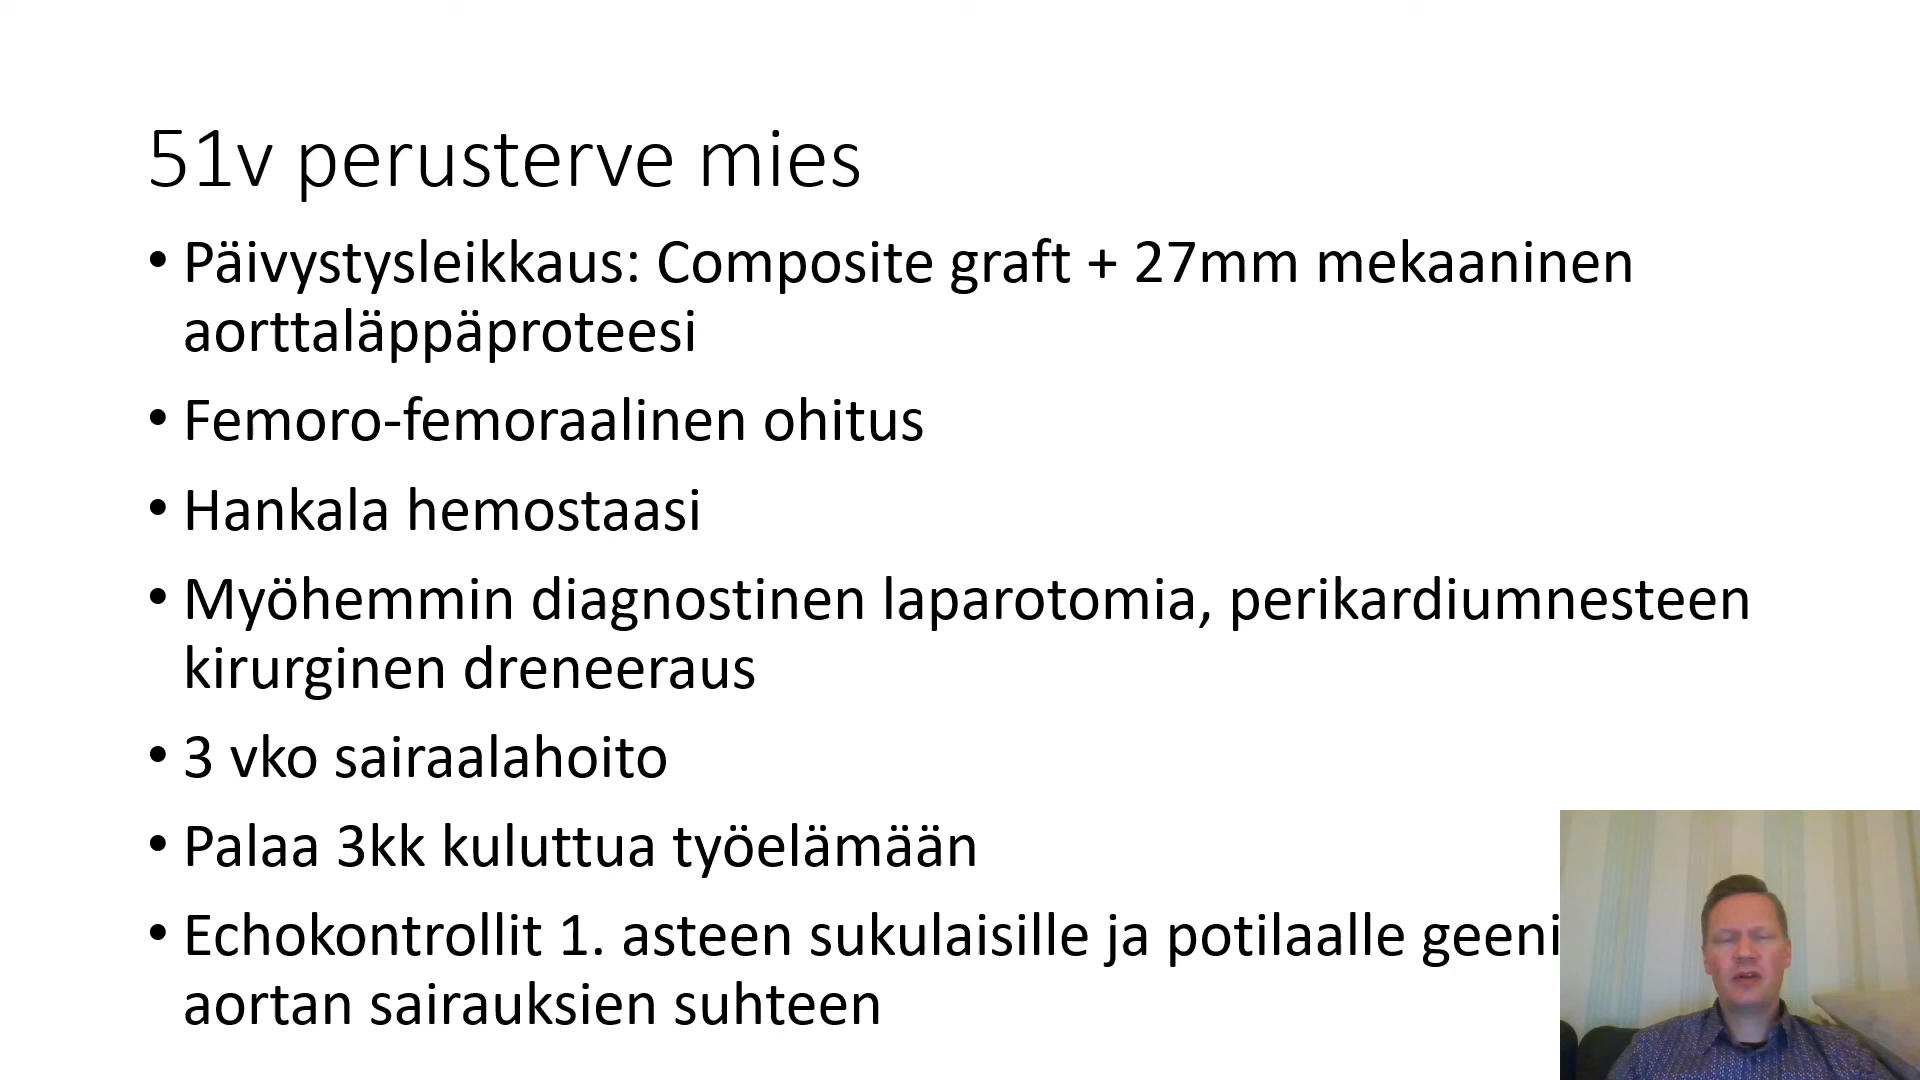 51v perusterve mies
• Päivystysleikkaus: Composite graft + 27mm mekaaninen
aorttaläppäproteesi
• Femoro-femoraalinen ohitus
• Hankala hemostaasi
• Myöhemmin diagnostinen laparotomia, perikardiumnesteen
kirurginen dreneeraus
• 3 vko sairaalahoito
• Palaa 3kk kuluttua työelämään
• Echokontrollit 1. asteen sukulaisille ja potilaalle geeni
aortan sairauksien suhteen